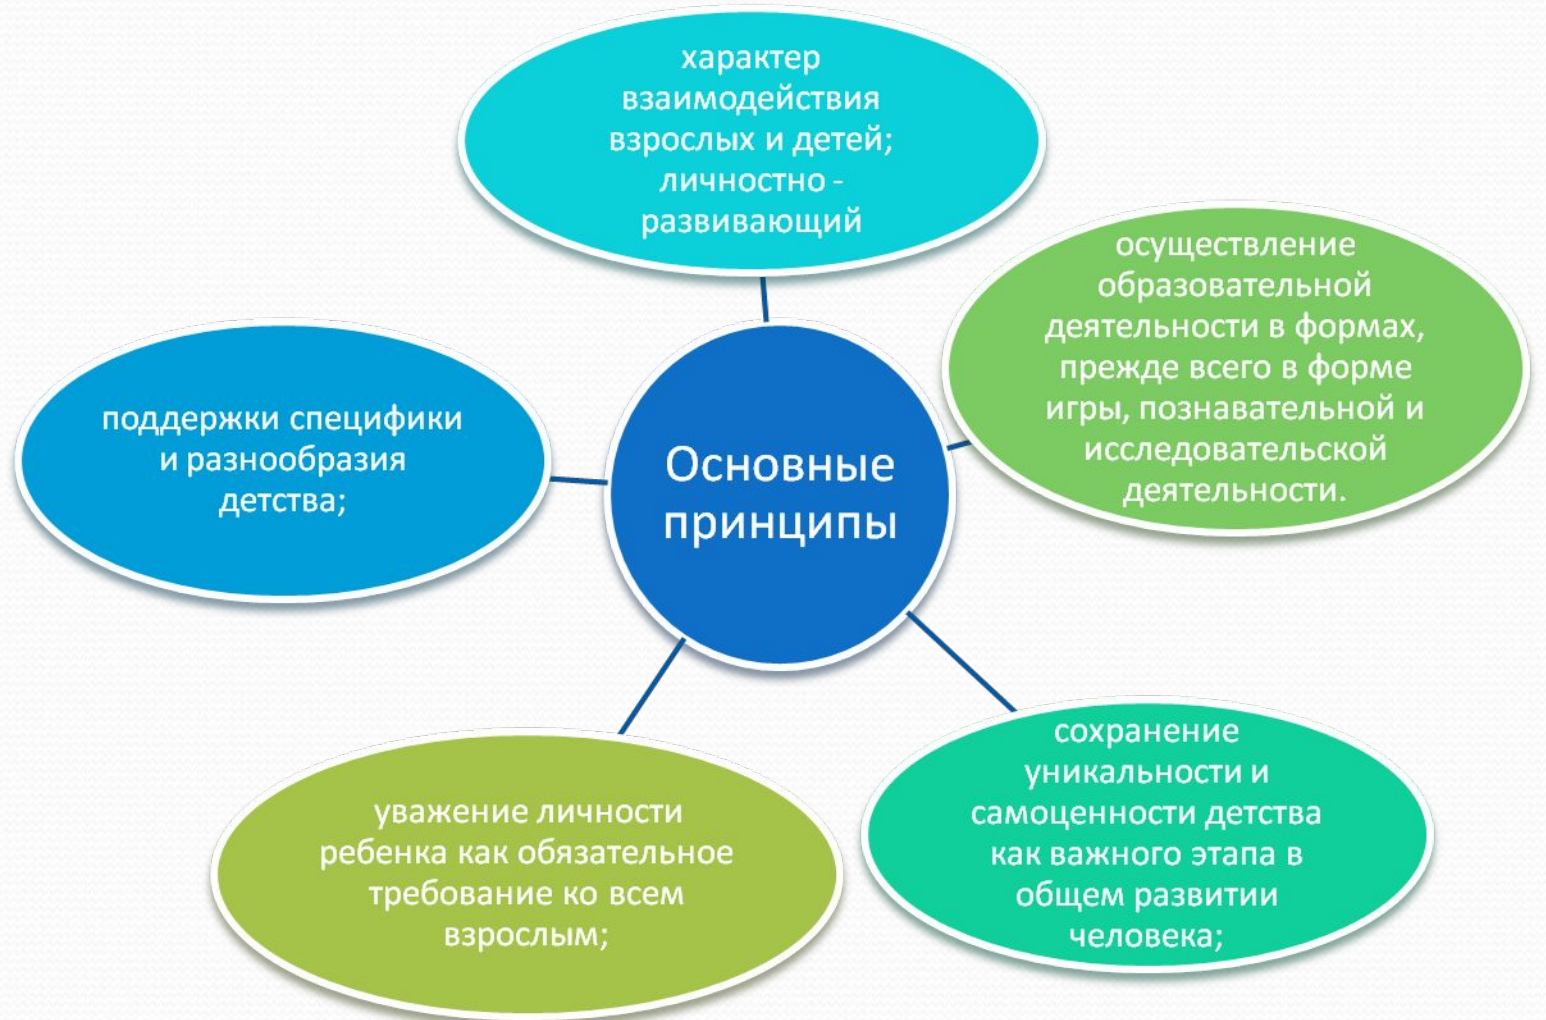 характер
взаимодействия
взрослых и детей;
личностно -
развивающий
осуществление
образовательной
деятельности в формах,
прежде всего в форме
игры, познавательной и
исследовательской
деятельности.
поддержки специфики
и разнообразия
детства;
Основные
принципы
уважение личности
ребенка как обязательное
требование ко всем
взрослым;
сохранение
уникальности и
самоценности детства
как важного этапа в
общем развитии
человека;